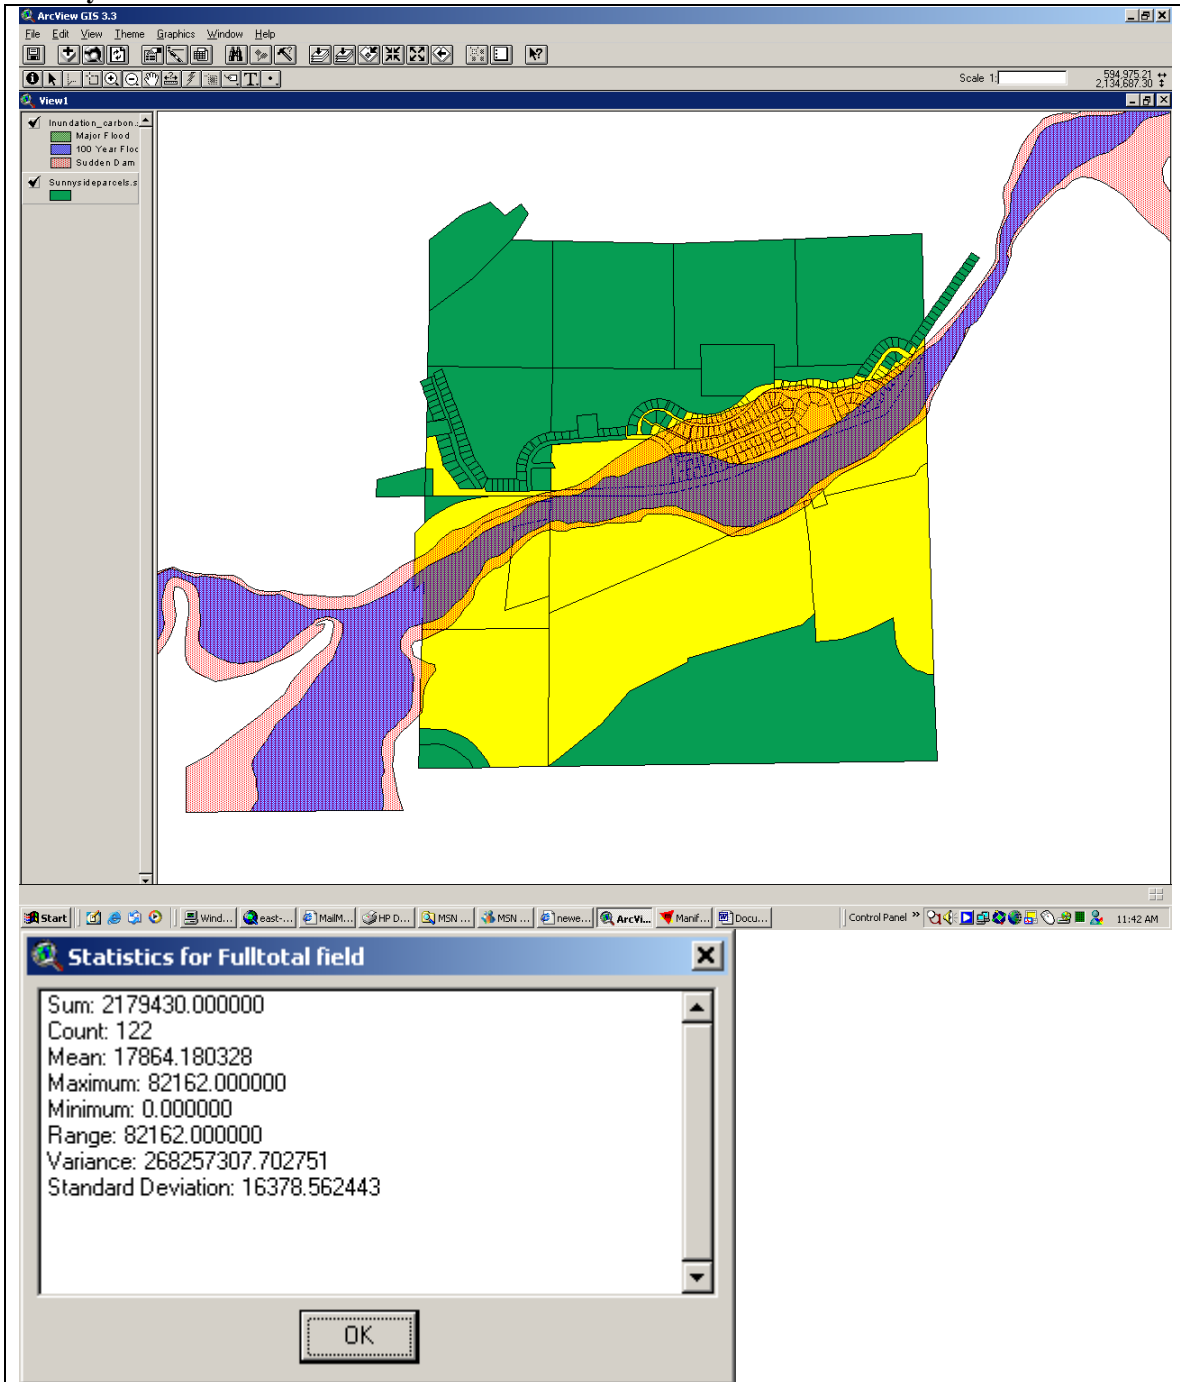 ArcView GIS 3.3
File Edit View Theme Graphics Window Help
Scale 1:
594,975.21
2,134,687.30
View1
Inundation_carbon.
Major Flood
100 Year Floc
Sudden Dam
Sunnysideparcels.s
Start Wind... east-... MailM... HP D... MSN ... MSN ... newe... ArcVi... Manif... Docu... Control Panel » 11:42 AM
Statistics for Fulltotal field
Sum: 2179430.000000
Count: 122
Mean: 17864.180328
Maximum: 82162.000000
Minimum: 0.000000
Range: 82162.000000
Variance: 268257307.702751
Standard Deviation: 16378.562443
OK